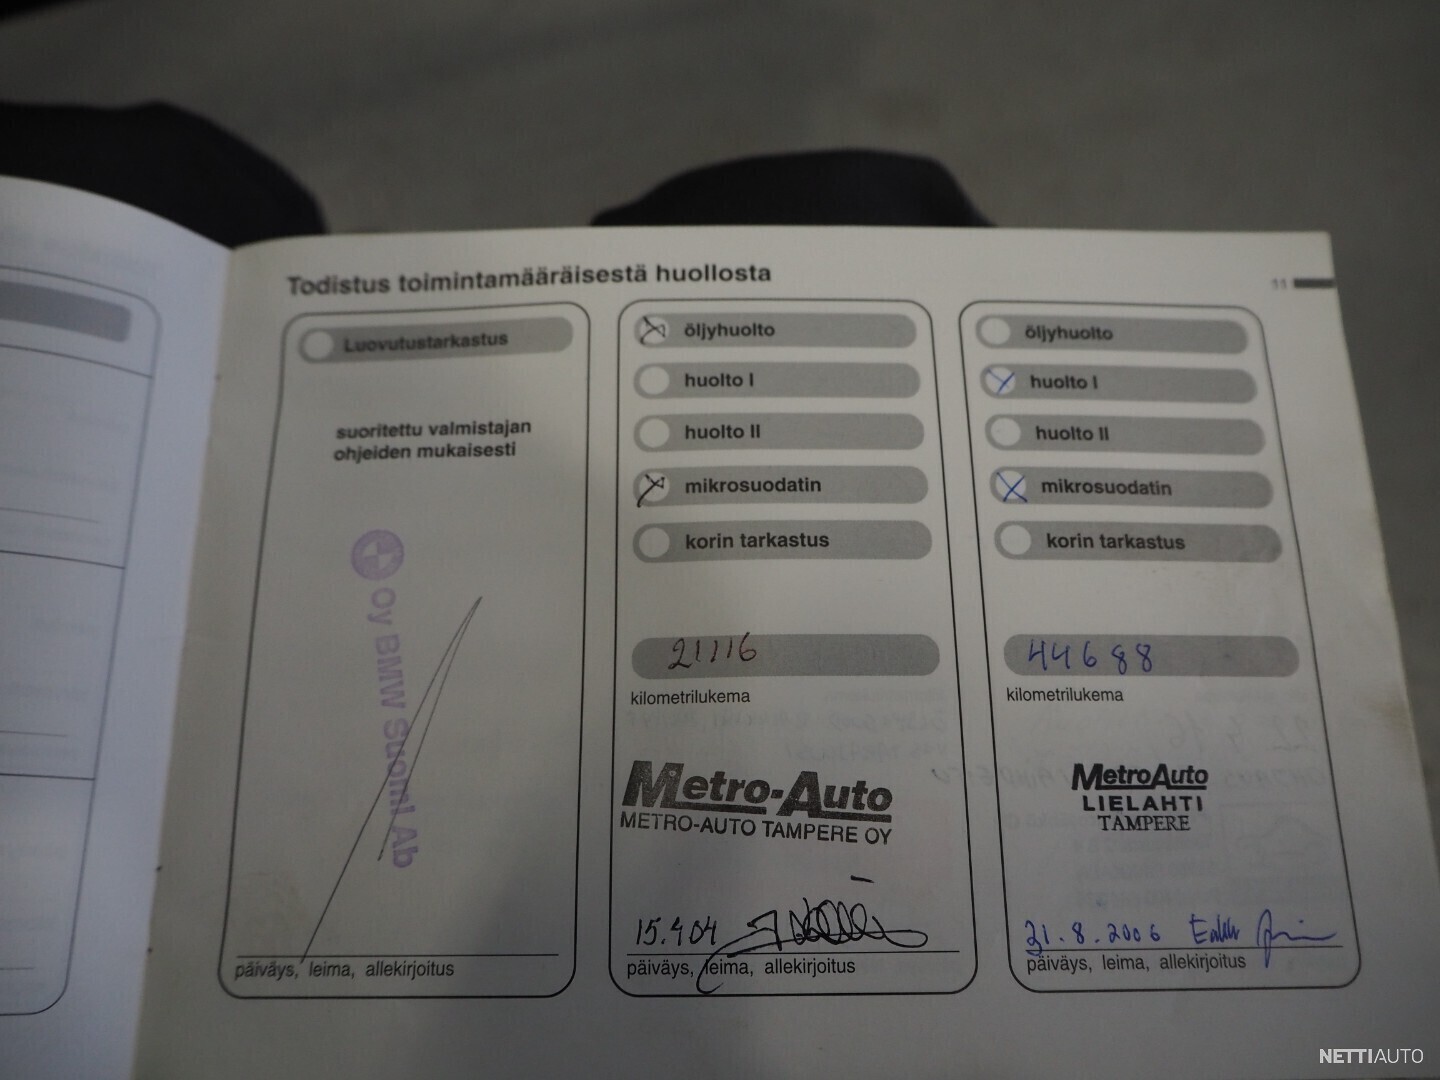 Todistus toimintamääräisestä huollosta
11
Luovutustarkastus
suoritettu valmistajan
ohjeiden mukaisesti
Oy BMW Suomi Ab
päiväys, leima, allekirjoitus
öljyhuolto
huolto I
huolto II
mikrosuodatin
korin tarkastus
21116
kilometrilukema
Metro-Auto
METRO-AUTO TAMPERE OY
15.4.04
päiväys, leima, allekirjoitus
öljyhuolto
huolto I
huolto II
mikrosuodatin
korin tarkastus
44688
kilometrilukema
MetroAuto
LIELAHTI
TAMPERE
31.8.2006
päiväys, leima, allekirjoitus
NETTIAUTO